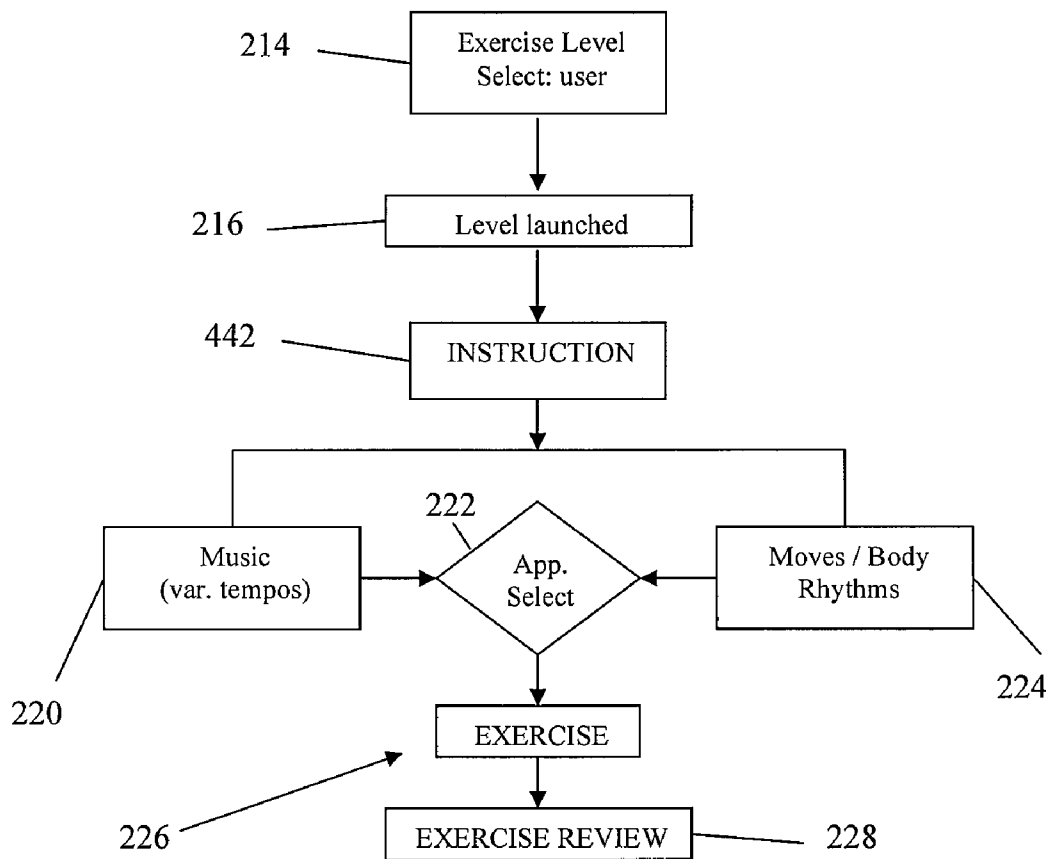 214
Exercise Level
Select: user
216
Level launched
442
INSTRUCTION
222
Music
(var. tempos)
App.
Select
Moves / Body
Rhythms
220
224
EXERCISE
226
EXERCISE REVIEW
228